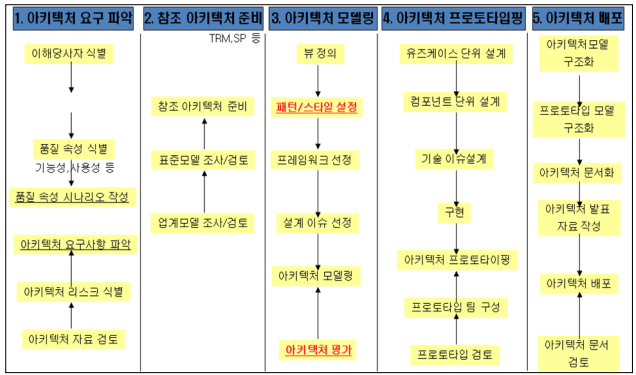 1. 아키텍처 요구 파악
이해당사자 식별
품질 속성 식별
기능성,사용성 등
품질 속성 시나리오 작성
아키텍처 요구사항 파악
아키텍처 리스크 식별
아키텍처 자료 검토
2. 참조 아키텍처 준비
TRM,SP 등
참조 아키텍처 준비
표준모델 조사/검토
업계모델 조사/검토
3. 아키텍처 모델링
뷰 정의
패턴/스타일 설정
프레임워크 선정
설계 이슈 선정
아키텍처 모델링
아키텍처 평가
4. 아키텍처 프로토타입핑
유즈케이스 단위 설계
컴포넌트 단위 설계
기술 이슈설계
구현
아키텍처 프로토타이핑
프로토타입 팀 구성
프로토타입 검토
5. 아키텍처 배포
아키텍처모델
구조화
프로토타입 모델
구조화
아키텍처 문서화
아키텍처 발표
자료 작성
아키텍처 배포
아키텍처 문서
검토